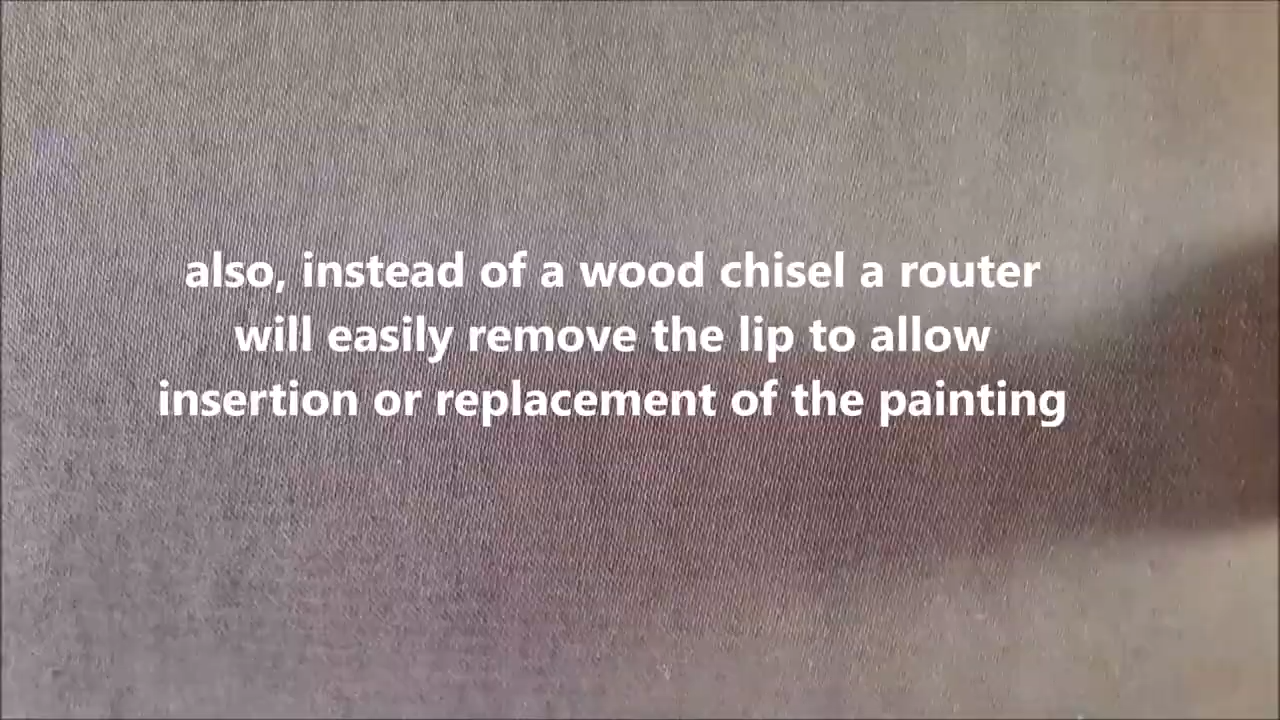 also, instead of a wood chisel a router
will easily remove the lip to allow
insertion or replacement of the painting